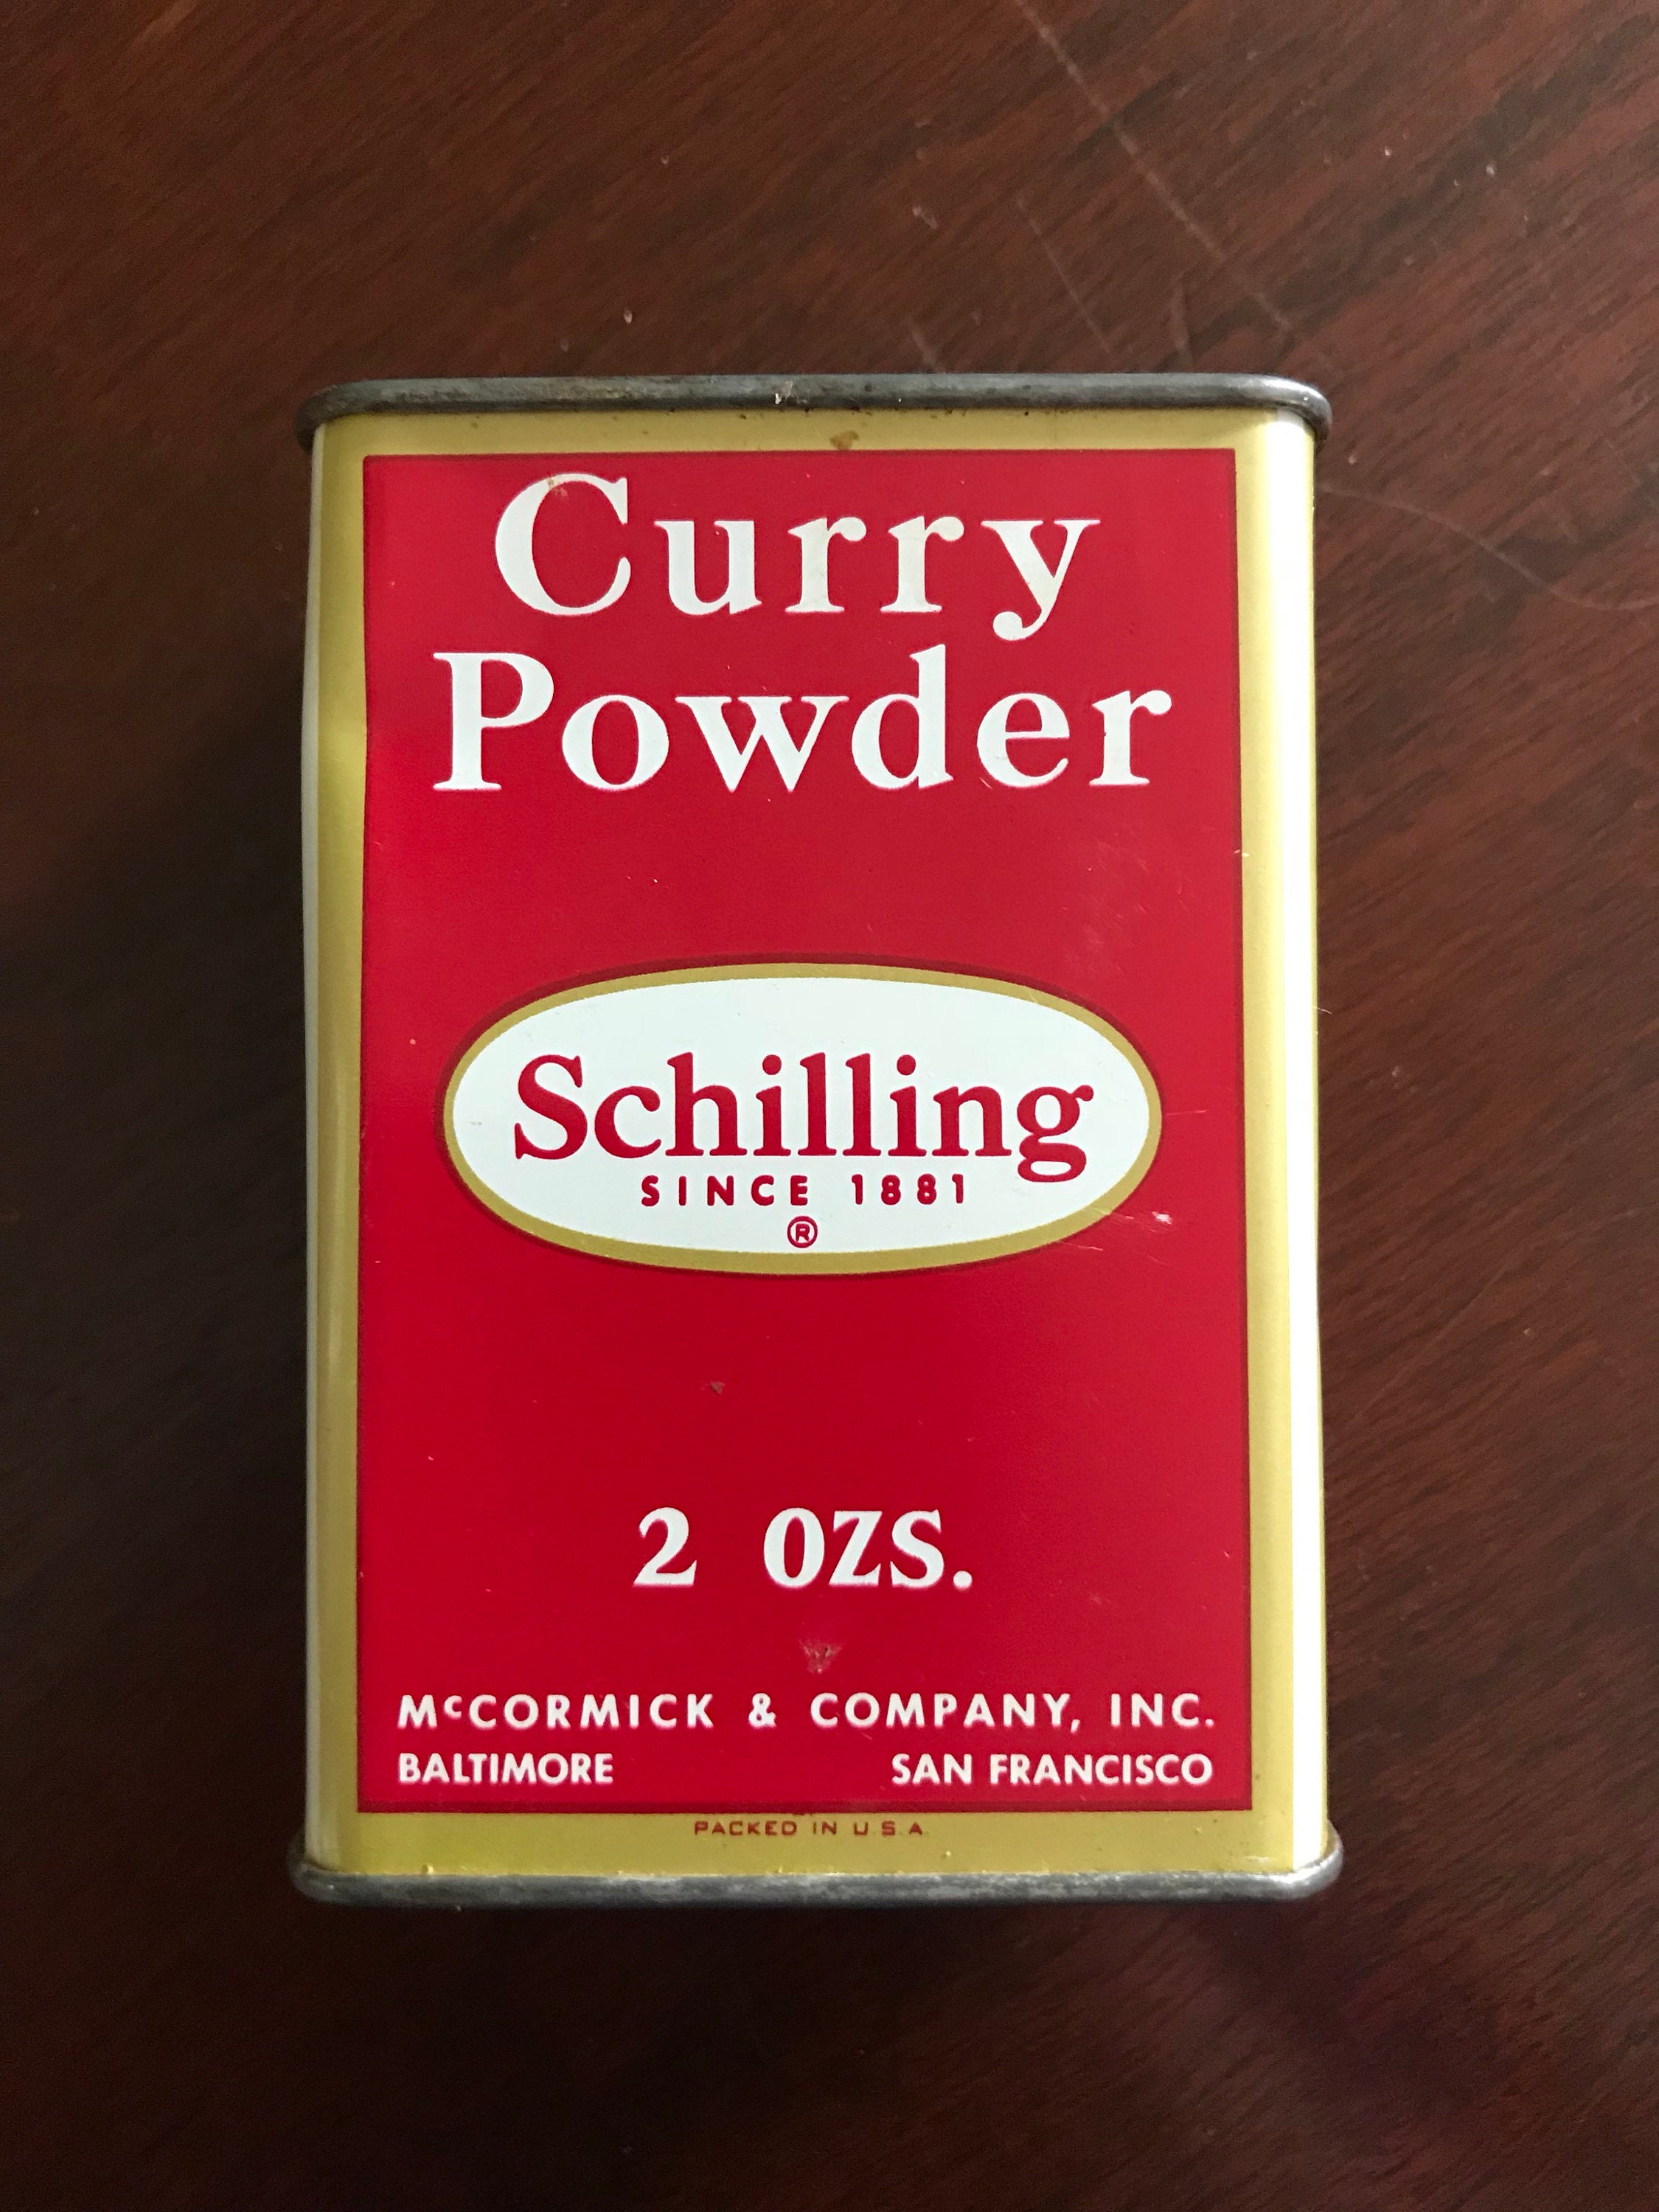 Curry
Powder
Schilling
SINCE 1881
®
2 OZS.
McCORMICK & COMPANY, INC.
BALTIMORE SAN FRANCISCO
PACKED IN U.S.A.